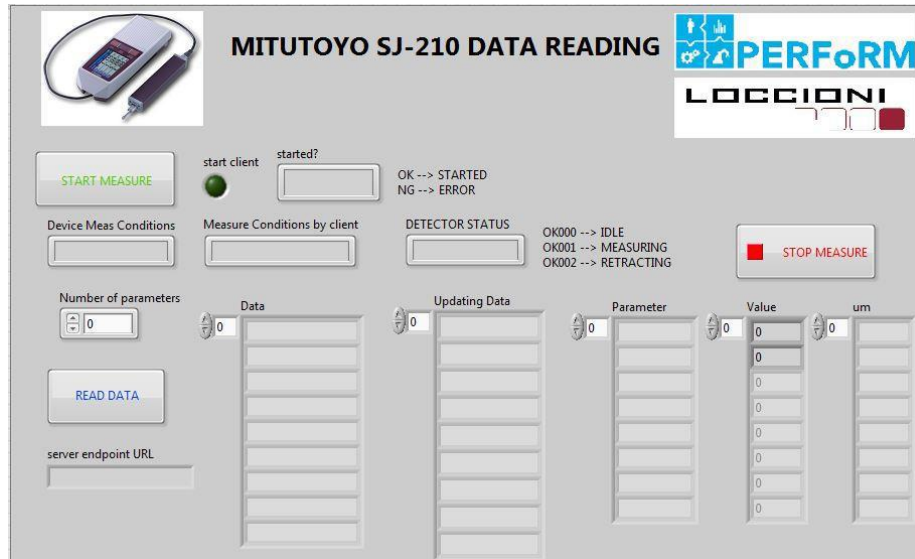 MITUTOYO SJ-210 DATA READING
PERFoRM
LOCCIONI
START MEASURE
start client
started?
OK --> STARTED
NG --> ERROR
Device Meas Conditions
Measure Conditions by client
DETECTOR STATUS
OK000 --> IDLE
OK001 --> MEASURING
OK002 --> RETRACTING
STOP MEASURE
Number of parameters
0
Data
0
Updating Data
0
Parameter
0
Value
0
0
0
0
0
0
0
0
0
um
0
READ DATA
server endpoint URL